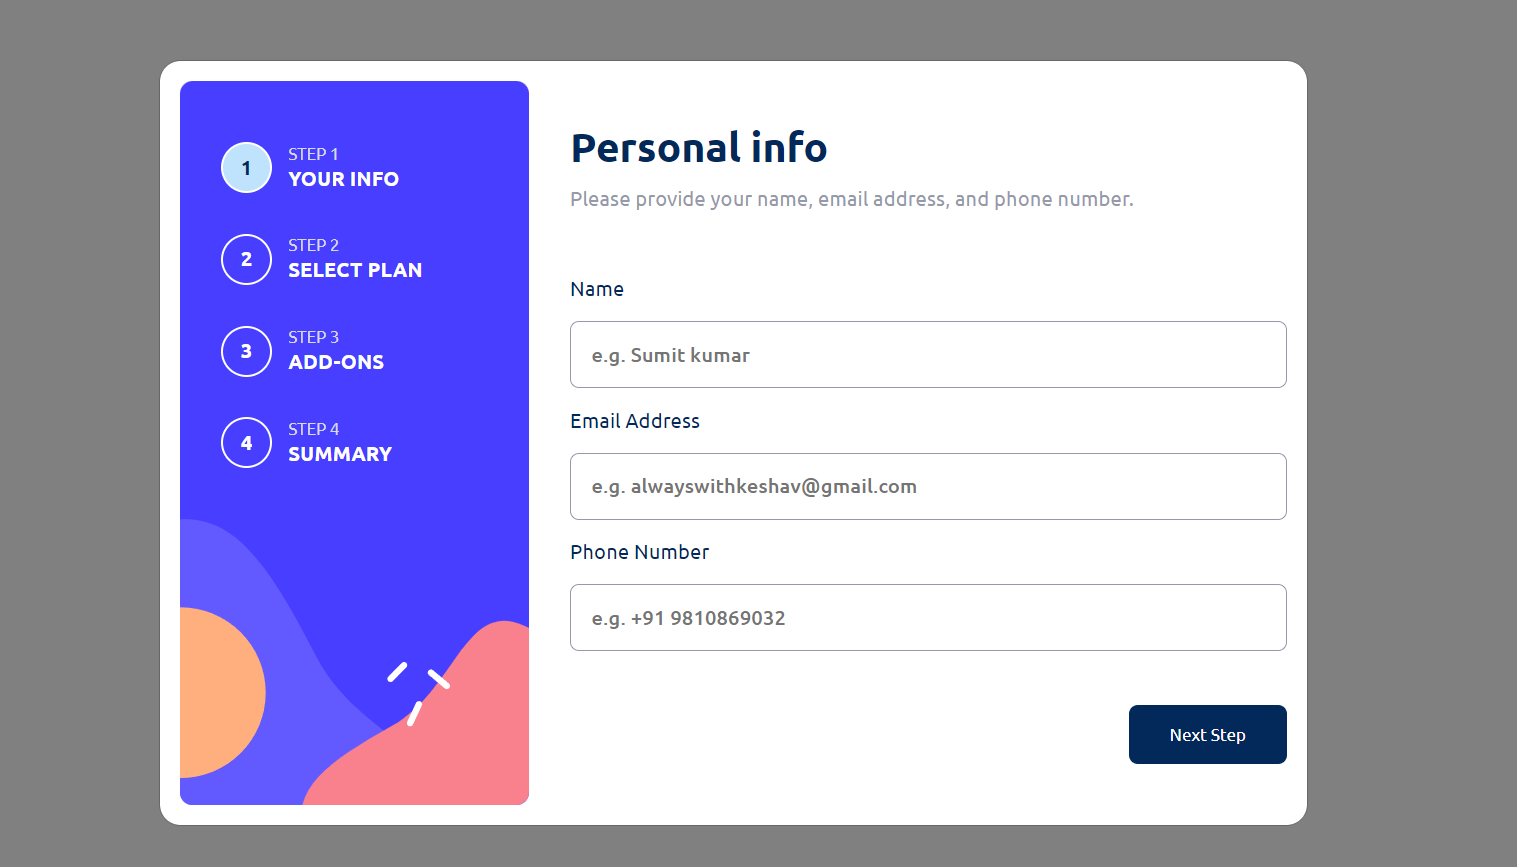 1
STEP 1
YOUR INFO
2
STEP 2
SELECT PLAN
3
STEP 3
ADD-ONS
4
STEP 4
SUMMARY
Personal info
Please provide your name, email address, and phone number.
Name
e.g. Sumit kumar
Email Address
e.g. alwayswithkeshav@gmail.com
Phone Number
e.g. +91 9810869032
Next Step